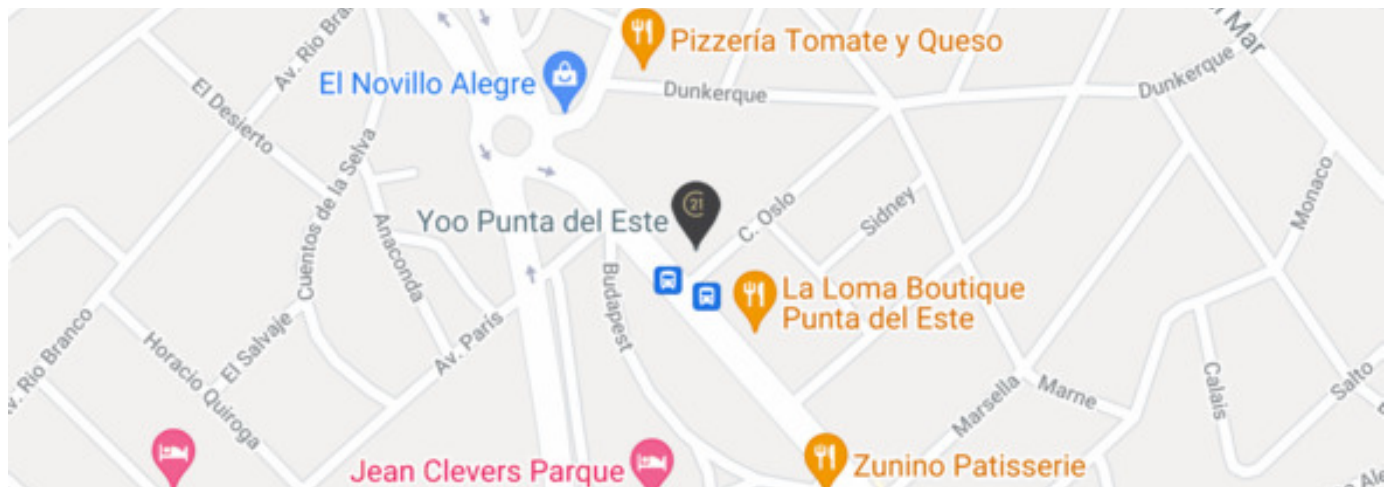 Av. Rio Bra
Mar
Pizzería Tomate y Queso
El Novillo Alegre
Dunkerque
Dunkerque
El Desierto
Cuentos de la Selva
Monaco
21
Yoo Punta del Este
C. Oslo
Sidney
Anaconda
Budapest
La Loma Boutique
Punta del Este
Av. París
El Salvaje
Rio Branco
Horacio Quiroga
Marsella
Marne
Calais
Salto
Jean Clevers Parque
Zunino Patisserie